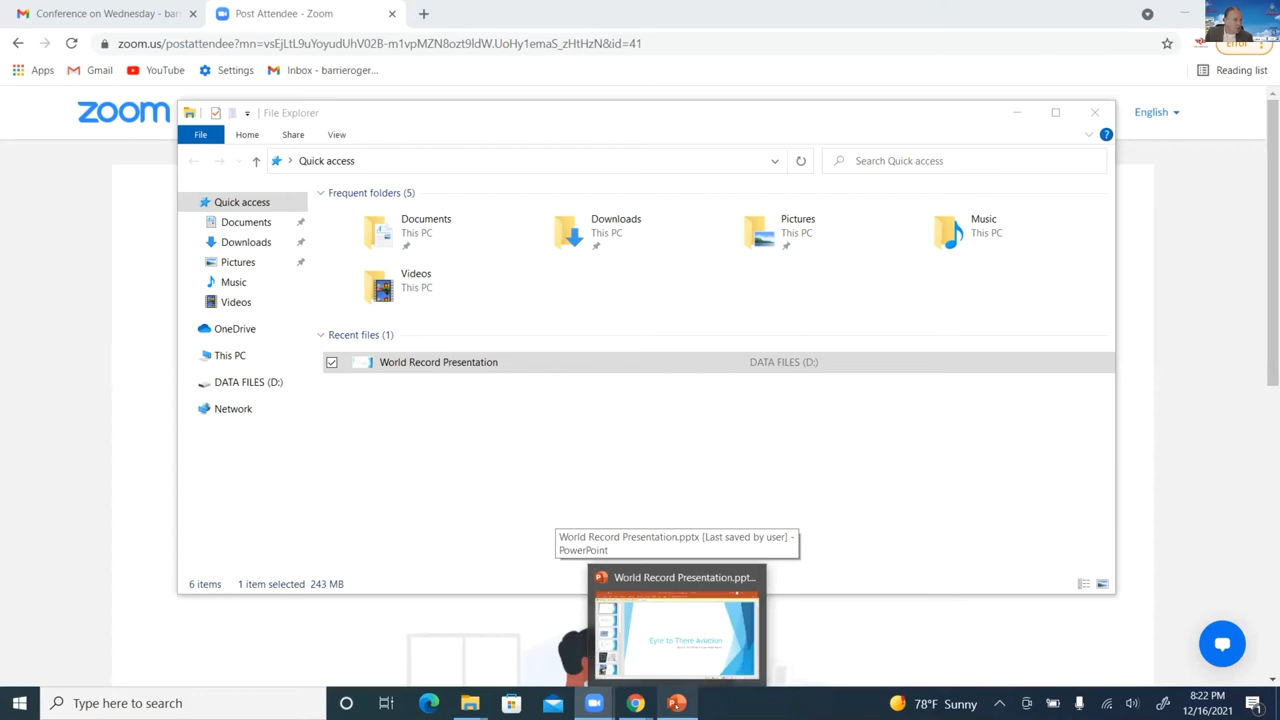 Conference on Wednesday - barri
Post Attendee - Zoom
zoom.us/postattendee?mn=vsEjLtL9uYoyudUhV02B-m1vpMZN8ozt9ldW.UoHy1emaS_zHtHzN&id=41
Error
Apps
Gmail
YouTube
Settings
Inbox - barrieroger...
Reading list
zoom
English
File Explorer
File
Home
Share
View
Quick access
Search Quick access
Quick access
Documents
Downloads
Pictures
Music
Videos
OneDrive
This PC
DATA FILES (D:)
Network
Frequent folders (5)
Documents
This PC
Downloads
This PC
Pictures
This PC
Music
This PC
Videos
This PC
Recent files (1)
World Record Presentation
DATA FILES (D:)
World Record Presentation.pptx [Last saved by user] -
PowerPoint
World Record Presentation.ppt...
Eyre to There Aviation
6 items
1 item selected
243 MB
Type here to search
78°F Sunny
8:22 PM
12/16/2021